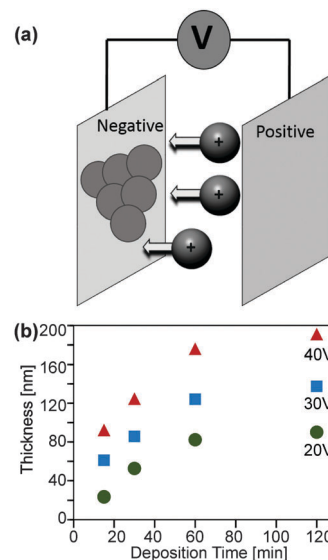 (a)
V
Negative
Positive
+
+
+
(b)
Thickness [nm]
200
160
120
80
40
0
40V
30V
20V
0 20 40 60 80 100 120
Deposition Time [min]